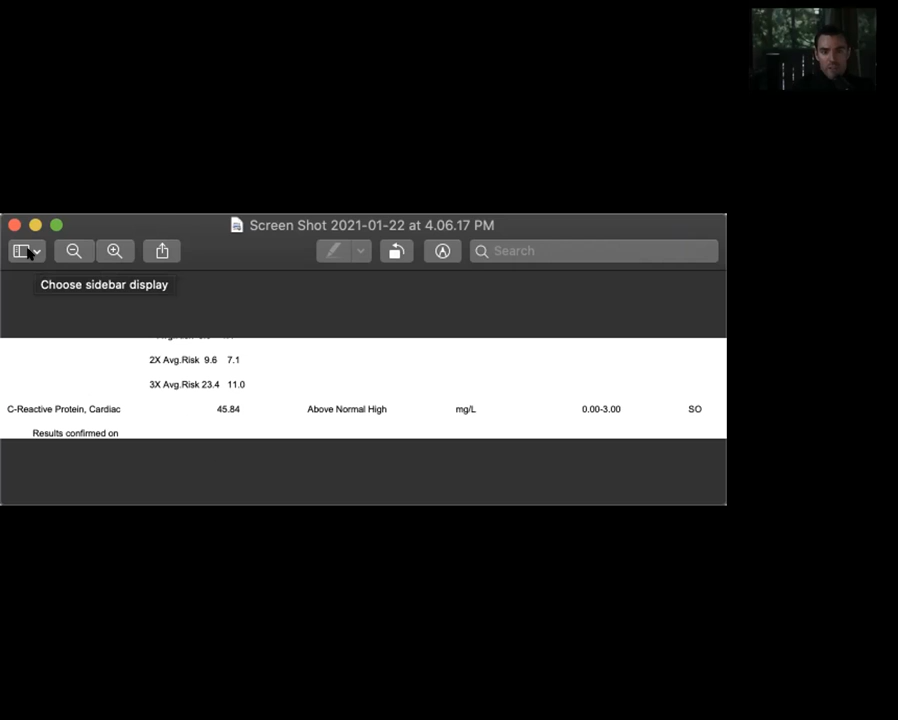 Screen Shot 2021-01-22 at 4.06.17 PM
Search
Choose sidebar display
2X Avg.Risk 9.6 7.1
3X Avg.Risk 23.4 11.0
C-Reactive Protein, Cardiac 45.84 Above Normal High mg/L 0.00-3.00 SO
Results confirmed on